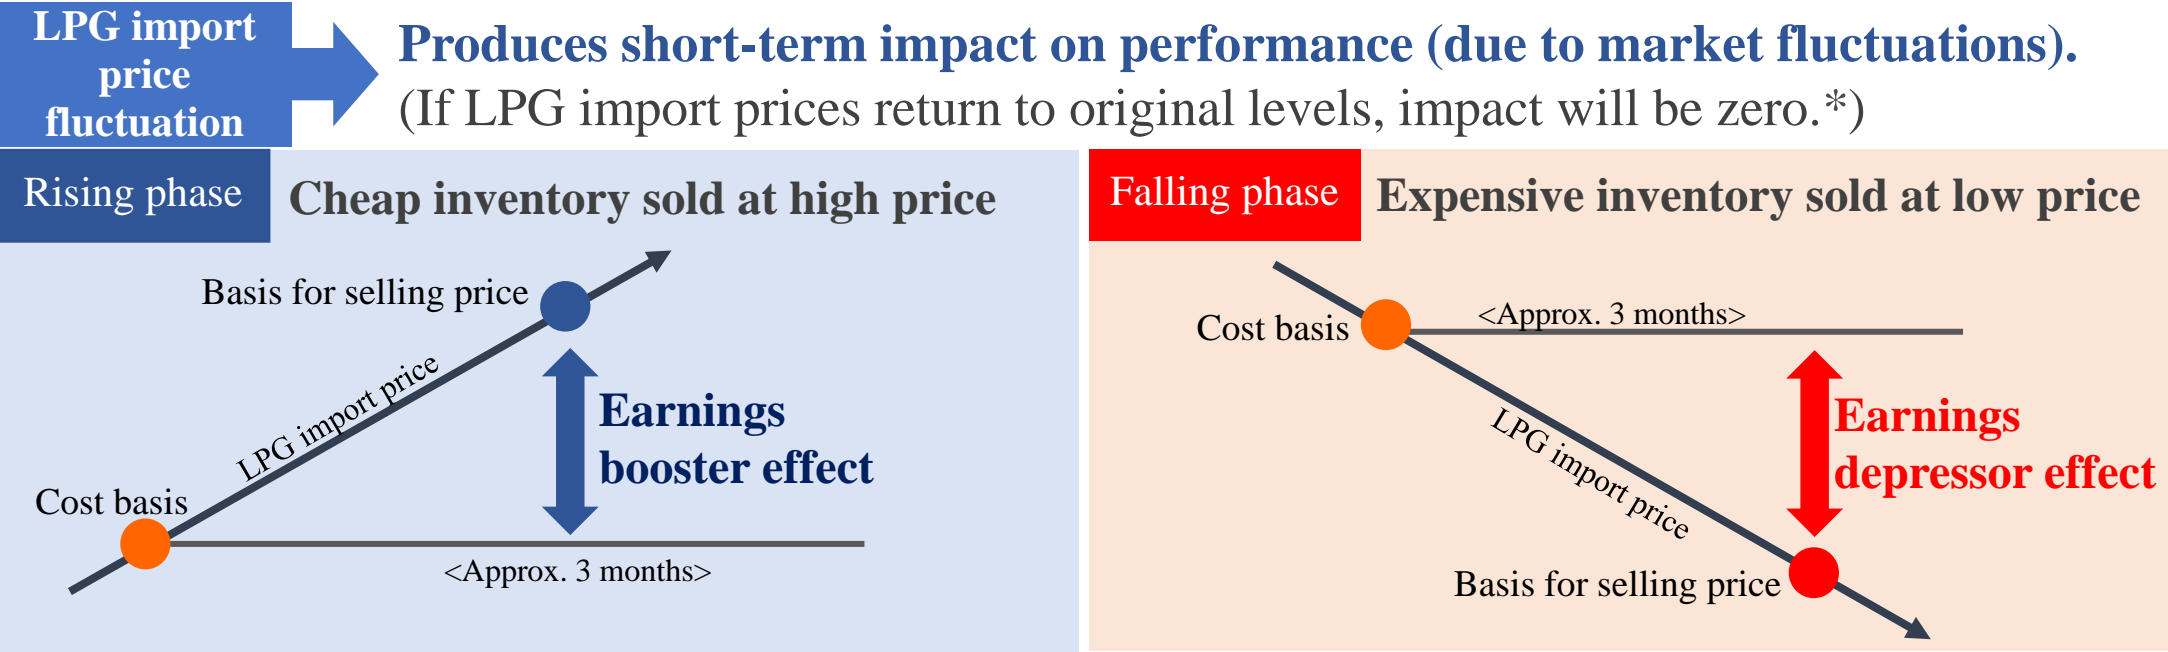 LPG import
price
fluctuation
Produces short-term impact on performance (due to market fluctuations).
(If LPG import prices return to original levels, impact will be zero.*)
Rising phase
Cheap inventory sold at high price
Basis for selling price
LPG import price
Earnings
booster effect
Cost basis
<Approx. 3 months>
Falling phase
Expensive inventory sold at low price
<Approx. 3 months>
Cost basis
LPG import price
Earnings
depressor effect
Basis for selling price